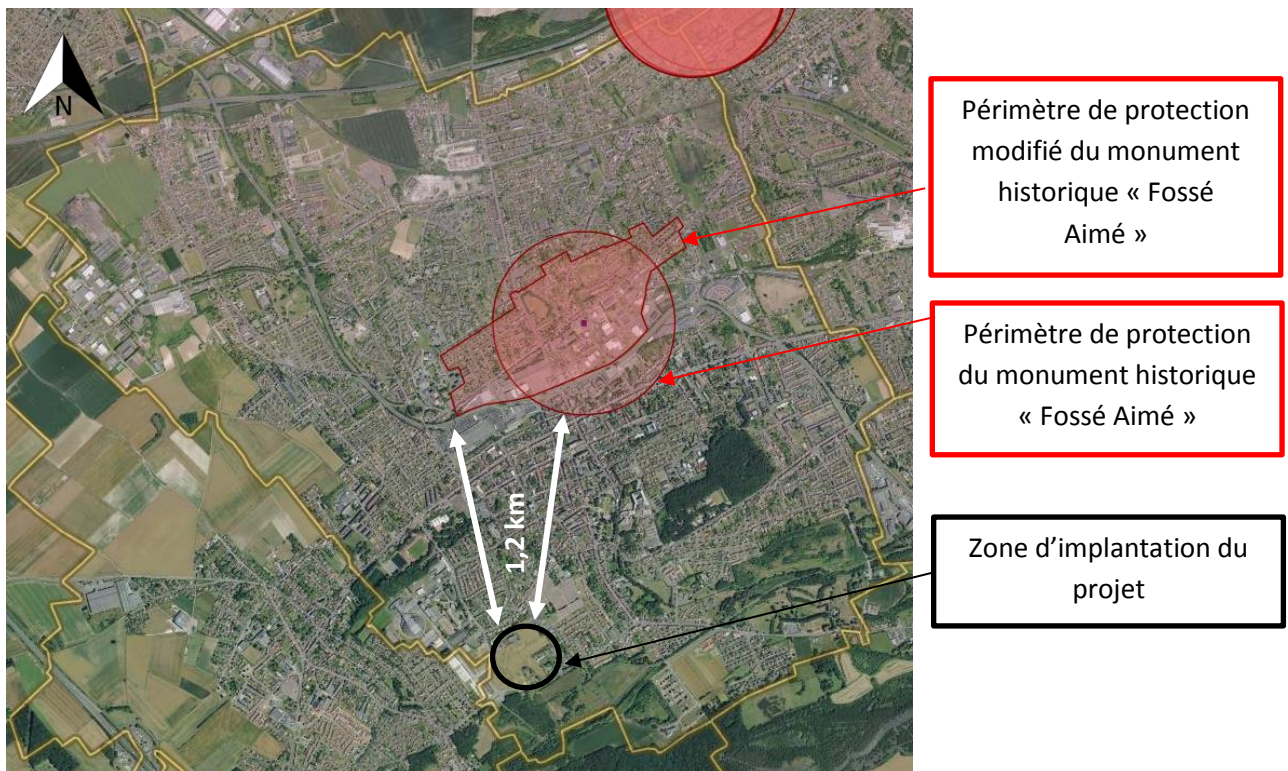 N
Périmètre de protection
modifié du monument
historique « Fossé
Aimé »
Périmètre de protection
du monument historique
« Fossé Aimé »
1,2 km
Zone d’implantation du
projet